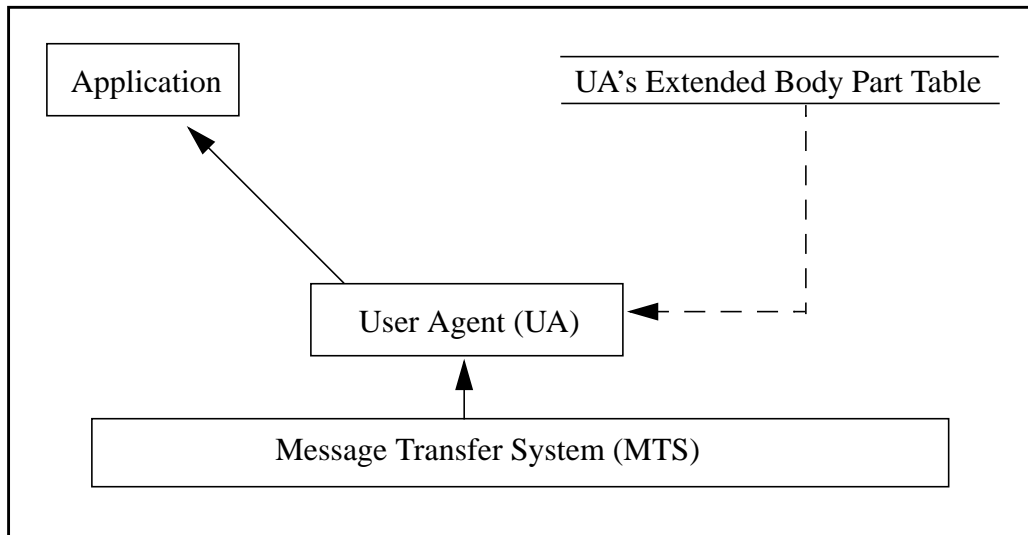 Application
UA's Extended Body Part Table
User Agent (UA)
Message Transfer System (MTS)